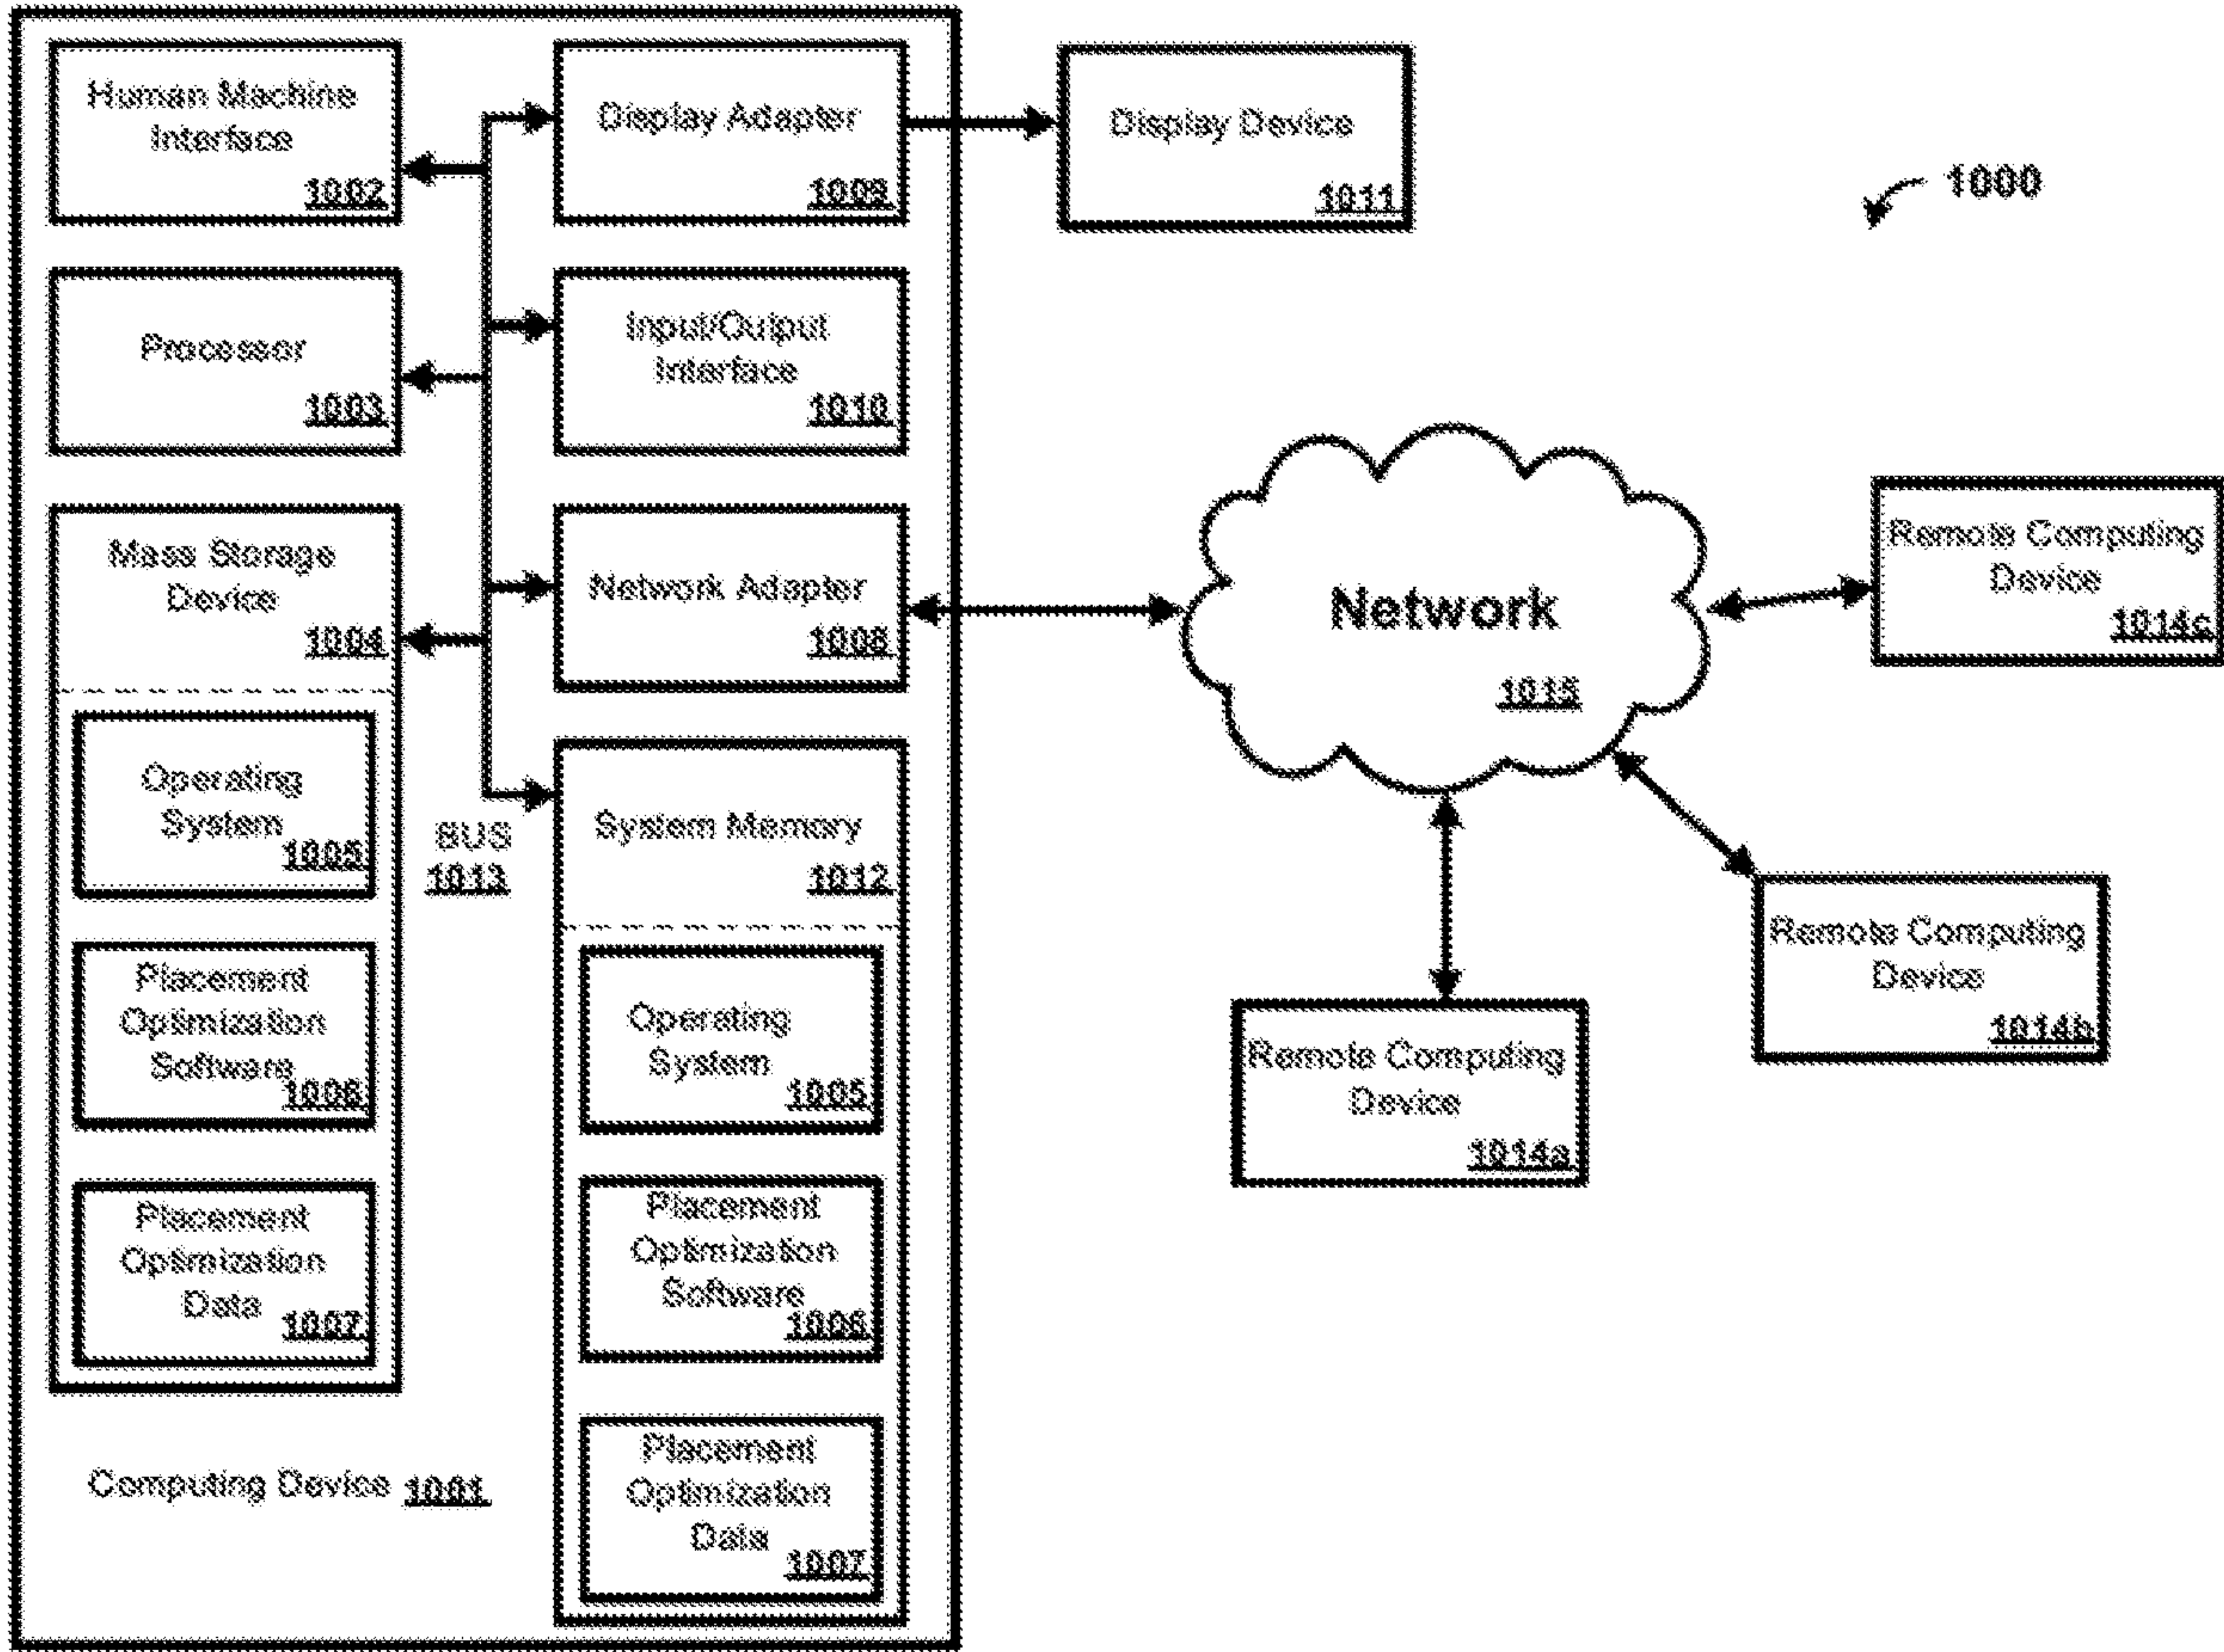 Human Machine
Interface
1002
Display Adapter
1009
Display Device
1011
1000
Processor
1003
Input/Output
Interface
1010
Mass Storage
Device
1004
Network Adapter
1008
Network
1015
Remote Computing
Device
1014c
Operating
System
1005
BUS
1013
System Memory
1012
Remote Computing
Device
1014b
Placement
Optimization
Software
1006
Operating
System
1005
Remote Computing
Device
1014a
Placement
Optimization
Data
1007
Placement
Optimization
Software
1006
Computing Device 1001
Placement
Optimization
Data
1007